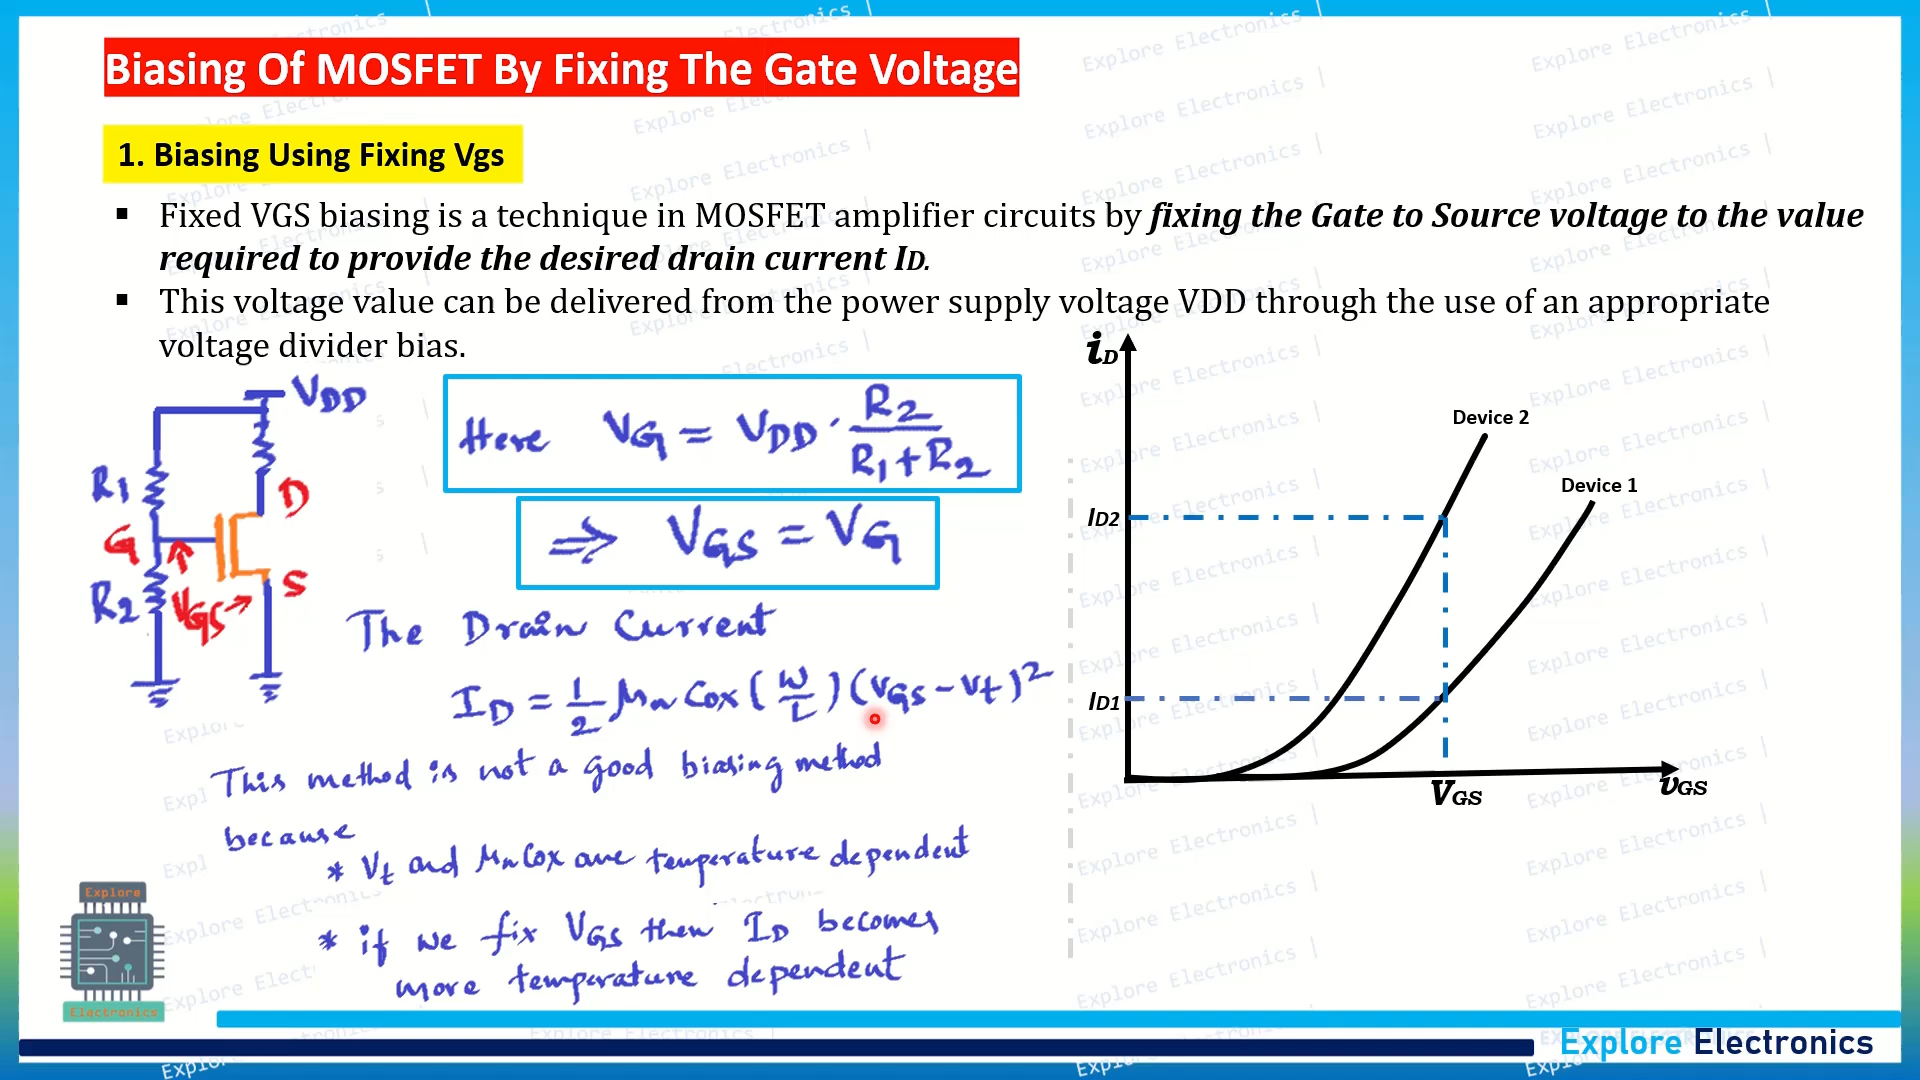 Biasing Of MOSFET By Fixing The Gate Voltage
1. Biasing Using Fixing Vgs
▪ Fixed VGS biasing is a technique in MOSFET amplifier circuits by fixing the Gate to Source voltage to the value
required to provide the desired drain current ID.
▪ This voltage value can be delivered from the power supply voltage VDD through the use of an appropriate
voltage divider bias.
VDD
R1
D
G
R2
VGS
S
Here VG = VDD · R2 / (R1 + R2)
⇒ VGS = VG
The Drain Current
ID = 1/2 μn Cox (W/L) (VGS - Vt)²
This method is not a good biasing method
because
* Vt and μn Cox are temperature dependent
* if we fix VGS then ID becomes
more temperature dependent
iD
Device 2
Device 1
ID2
ID1
VGS
vGS
Explore
Electronics
Explore Electronics